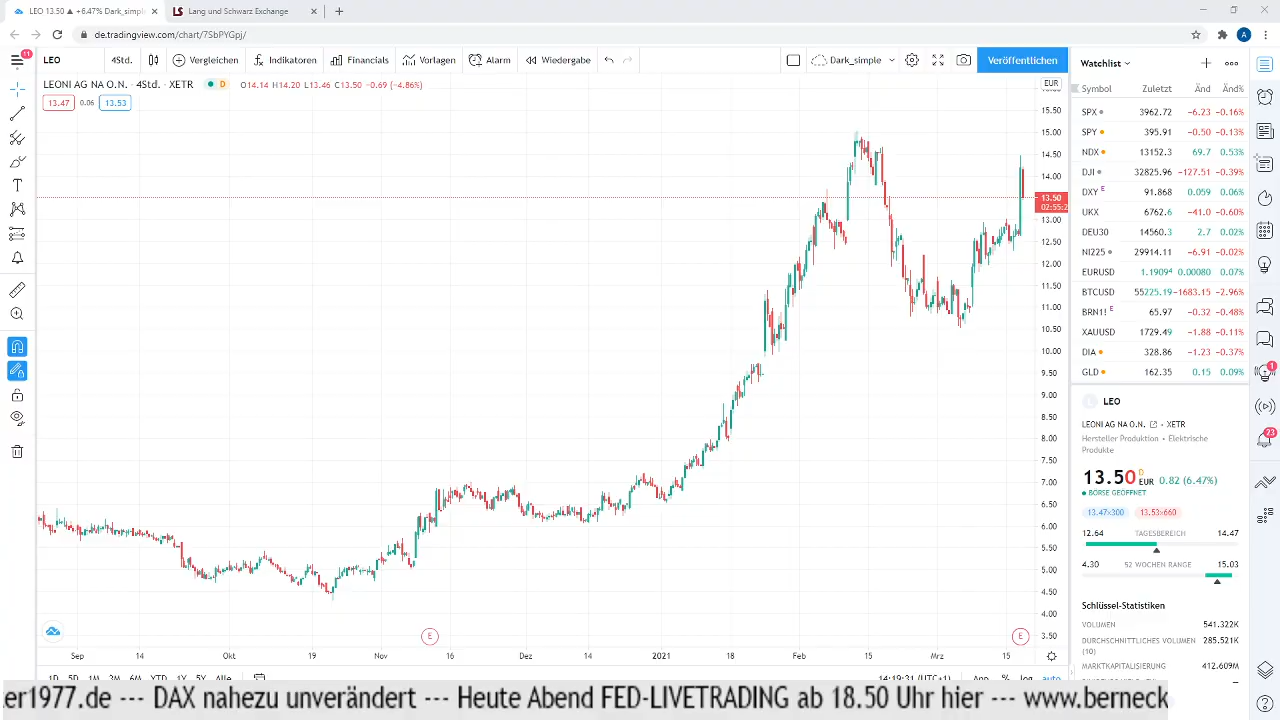 LEO 13.50 ▲ +6.47% Dark_simple
Lang und Schwarz Exchange
de.tradingview.com/chart/7SbPYGpj/
A
11
LEO
4Std.
Vergleichen
Indikatoren
Financials
Vorlagen
Alarm
Wiedergabe
Dark_simple
Veröffentlichen
LEONI AG NA O.N. · 4Std. · XETR
D
O14.14 H14.20 L13.46 C13.50 −0.69 (−4.86%)
13.47
0.06
13.53
EUR
15.50
15.00
14.50
14.00
13.50
02:55:2
13.00
12.50
12.00
11.50
11.00
10.50
10.00
9.50
9.00
8.50
8.00
7.50
7.00
6.50
6.00
5.50
5.00
4.50
4.00
3.50
E
E
Sep
14
Okt
19
Nov
16
Dez
14
2021
18
Feb
15
Mrz
15
14:19:31 (UTC+1)
%
log
auto
Watchlist
Symbol Zuletzt Änd Änd%
SPX 3962.72 −6.23 −0.16%
SPY 395.91 −0.50 −0.13%
NDX 13152.3 69.7 0.53%
DJI 32825.96 −127.51 −0.39%
DXY E 91.868 0.059 0.06%
UKX 6762.6 −41.0 −0.60%
DEU30 14560.3 2.7 0.02%
NI225 29914.11 −6.91 −0.02%
EURUSD 1.19094 0.00080 0.07%
BTCUSD 55225.19 −1683.15 −2.96%
BRN1! E 65.97 −0.32 −0.48%
XAUUSD 1729.49 −1.88 −0.11%
DIA 328.86 −1.23 −0.37%
GLD 162.35 0.15 0.09%
L
LEO
LEONI AG NA O.N. · XETR
Hersteller Produktion • Elektrische
Produkte
13.50 D EUR 0.82 (6.47%)
BÖRSE GEÖFFNET
13.47×300
13.53×660
12.64 TAGESBEREICH 14.47
4.30 52 WOCHEN RANGE 15.03
Schlüssel-Statistiken
VOLUMEN 541.322K
DURCHSCHNITTLICHES VOLUMEN 285.521K
(10)
MARKTKAPITALISIERUNG 412.609M
1
23
er1977.de --- DAX nahezu unverändert --- Heute Abend FED-LIVETRADING ab 18.50 Uhr hier --- www.berneck